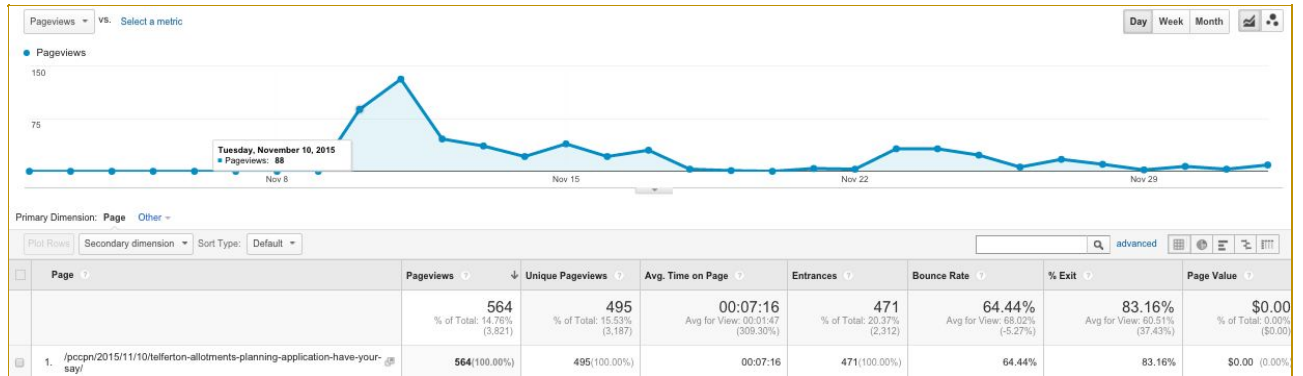 Pageviews VS. Select a metric Day Week Month
Pageviews
150
75
Tuesday, November 10, 2015
Pageviews: 88
Nov 8 Nov 15 Nov 22 Nov 29
Primary Dimension: Page Other
Plot Rows Secondary dimension Sort Type: Default advanced
Page ? Pageviews ? Unique Pageviews ? Avg. Time on Page ? Entrances ? Bounce Rate ? % Exit ? Page Value ?
564 495 00:07:16 471 64.44% 83.16% $0.00
% of Total: 14.76% % of Total: 15.53% Avg for View: 00:01:47 % of Total: 20.37% Avg for View: 68.02% Avg for View: 60.51% % of Total: 0.00%
(3,821) (3,187) (309.30%) (2,312) (-5.27%) (37.43%) ($0.00)
1. /pccpn/2015/11/10/telferton-allotments-planning-application-have-your- 564(100.00%) 495(100.00%) 00:07:16 471(100.00%) 64.44% 83.16% $0.00 (0.00%)
say/